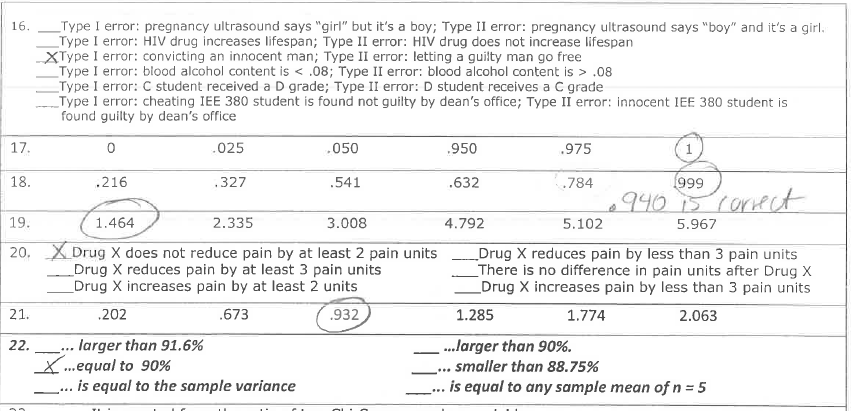 16. ___Type I error: pregnancy ultrasound says "girl" but it's a boy; Type II error: pregnancy ultrasound says "boy" and it's a girl.
___Type I error: HIV drug increases lifespan; Type II error: HIV drug does not increase lifespan
X Type I error: convicting an innocent man; Type II error: letting a guilty man go free
___Type I error: blood alcohol content is < .08; Type II error: blood alcohol content is > .08
___Type I error: C student received a D grade; Type II error: D student receives a C grade
___Type I error: cheating IEE 380 student is found not guilty by dean's office; Type II error: innocent IEE 380 student is
found guilty by dean's office
17. 0 .025 .050 .950 .975 1
18. .216 .327 .541 .632 .784 .999
.940 is correct
19. 1.464 2.335 3.008 4.792 5.102 5.967
20. X Drug X does not reduce pain by at least 2 pain units ___Drug X reduces pain by less than 3 pain units
___Drug X reduces pain by at least 3 pain units ___There is no difference in pain units after Drug X
___Drug X increases pain by at least 2 units ___Drug X increases pain by less than 3 pain units
21. .202 .673 .932 1.285 1.774 2.063
22. ___... larger than 91.6% ___...larger than 90%.
X ...equal to 90% ___... smaller than 88.75%
___... is equal to the sample variance ___... is equal to any sample mean of n = 5